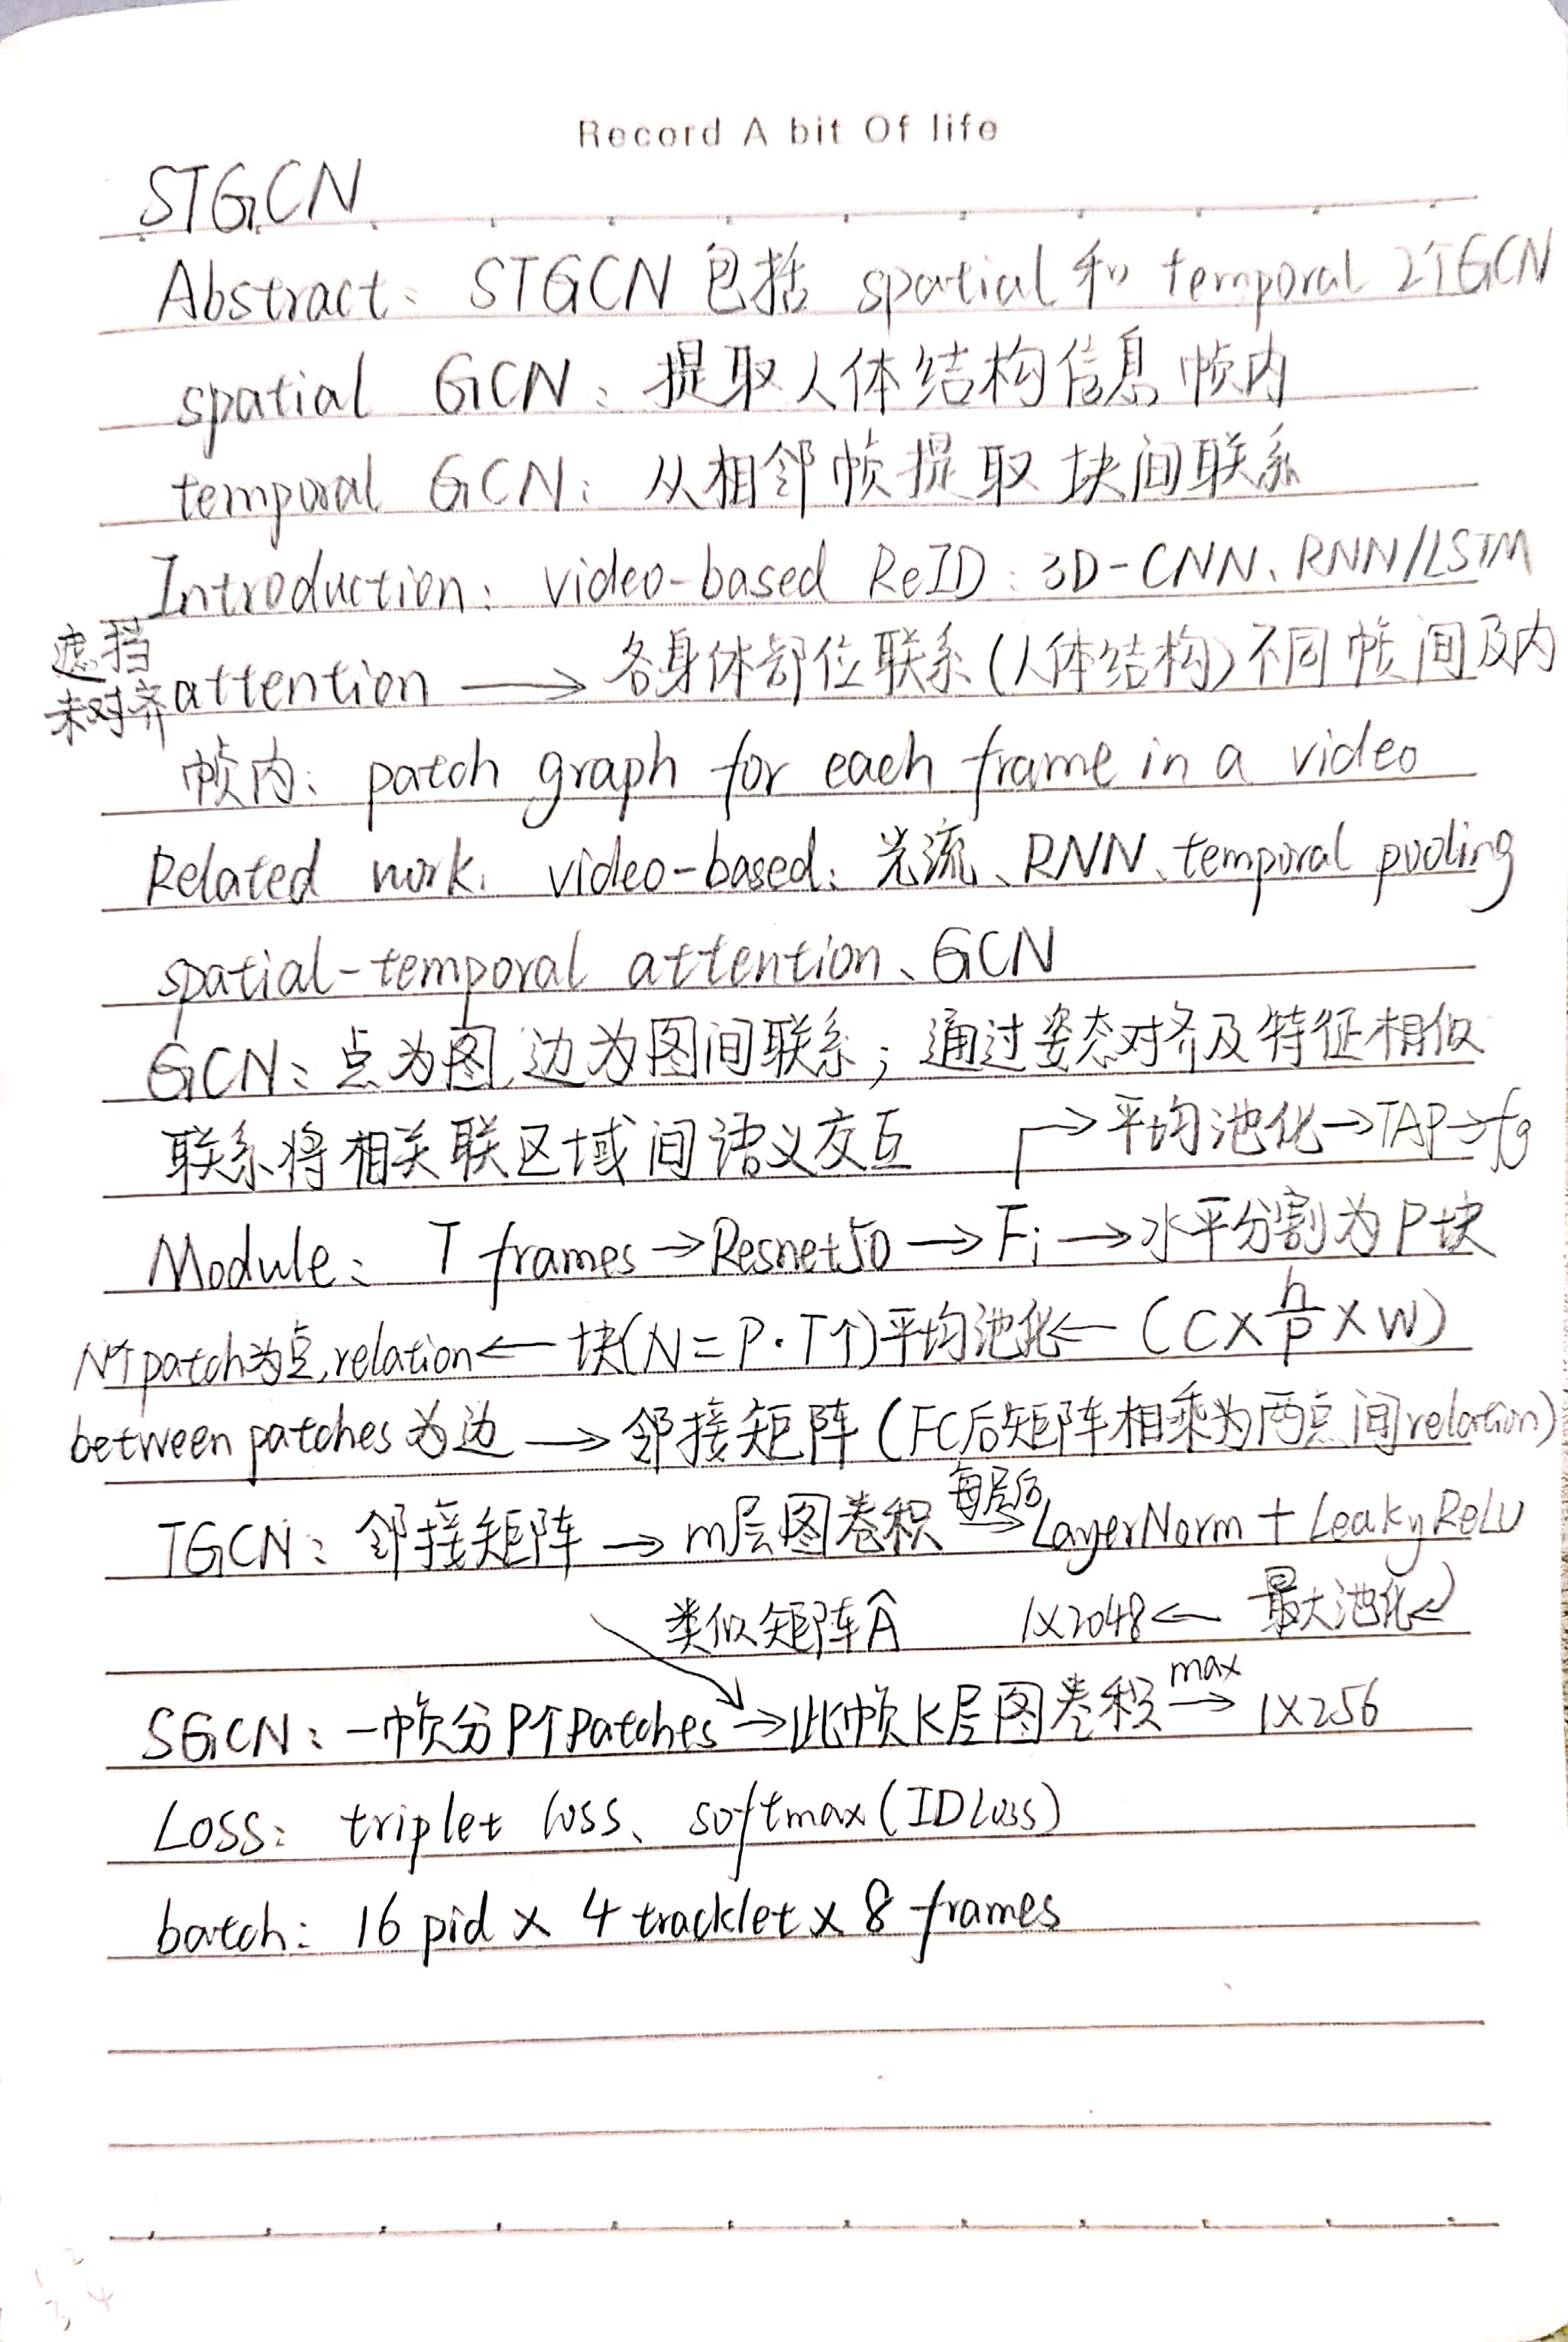 Record A bit Of life
STGCN
Abstract: STGCN 包括 spatial 和 temporal 2个GCN
spatial GCN: 提取人体结构信息 帧内
temporal GCN: 从相邻帧提取 块间联系
Introduction: video-based ReID: 3D-CNN、RNN/LSTM
遮挡
未对齐 attention → 各身体部位联系(人体结构)不同帧间及内
帧内: patch graph for each frame in a video
Related work. video-based: 光流、RNN、temporal pooling
spatial-temporal attention、GCN
GCN: 点为图,边为图间联系; 通过姿态对齐及特征相似
联系将相关联区域间语义交互 → 平均池化→TAP→fg
Module: T frames → Resnet50 → Fi → 水平分割为P块
N个patch为点,relation ← 块(N=P·T个)平均池化 ← (C×h/P×W)
between patches 为边 → 邻接矩阵 (FC后矩阵相乘为两点间relation)
TGCN: 邻接矩阵 → m层图卷积 每层后→ LayerNorm + LeakyReLU
类似矩阵Â 1×2048 ← 最大池化↵
SGCN: 一帧分P个patches → 此帧K层图卷积 max→ 1×256
Loss: triplet loss、softmax(IDLoss)
batch: 16 pid × 4 tracklet × 8 frames